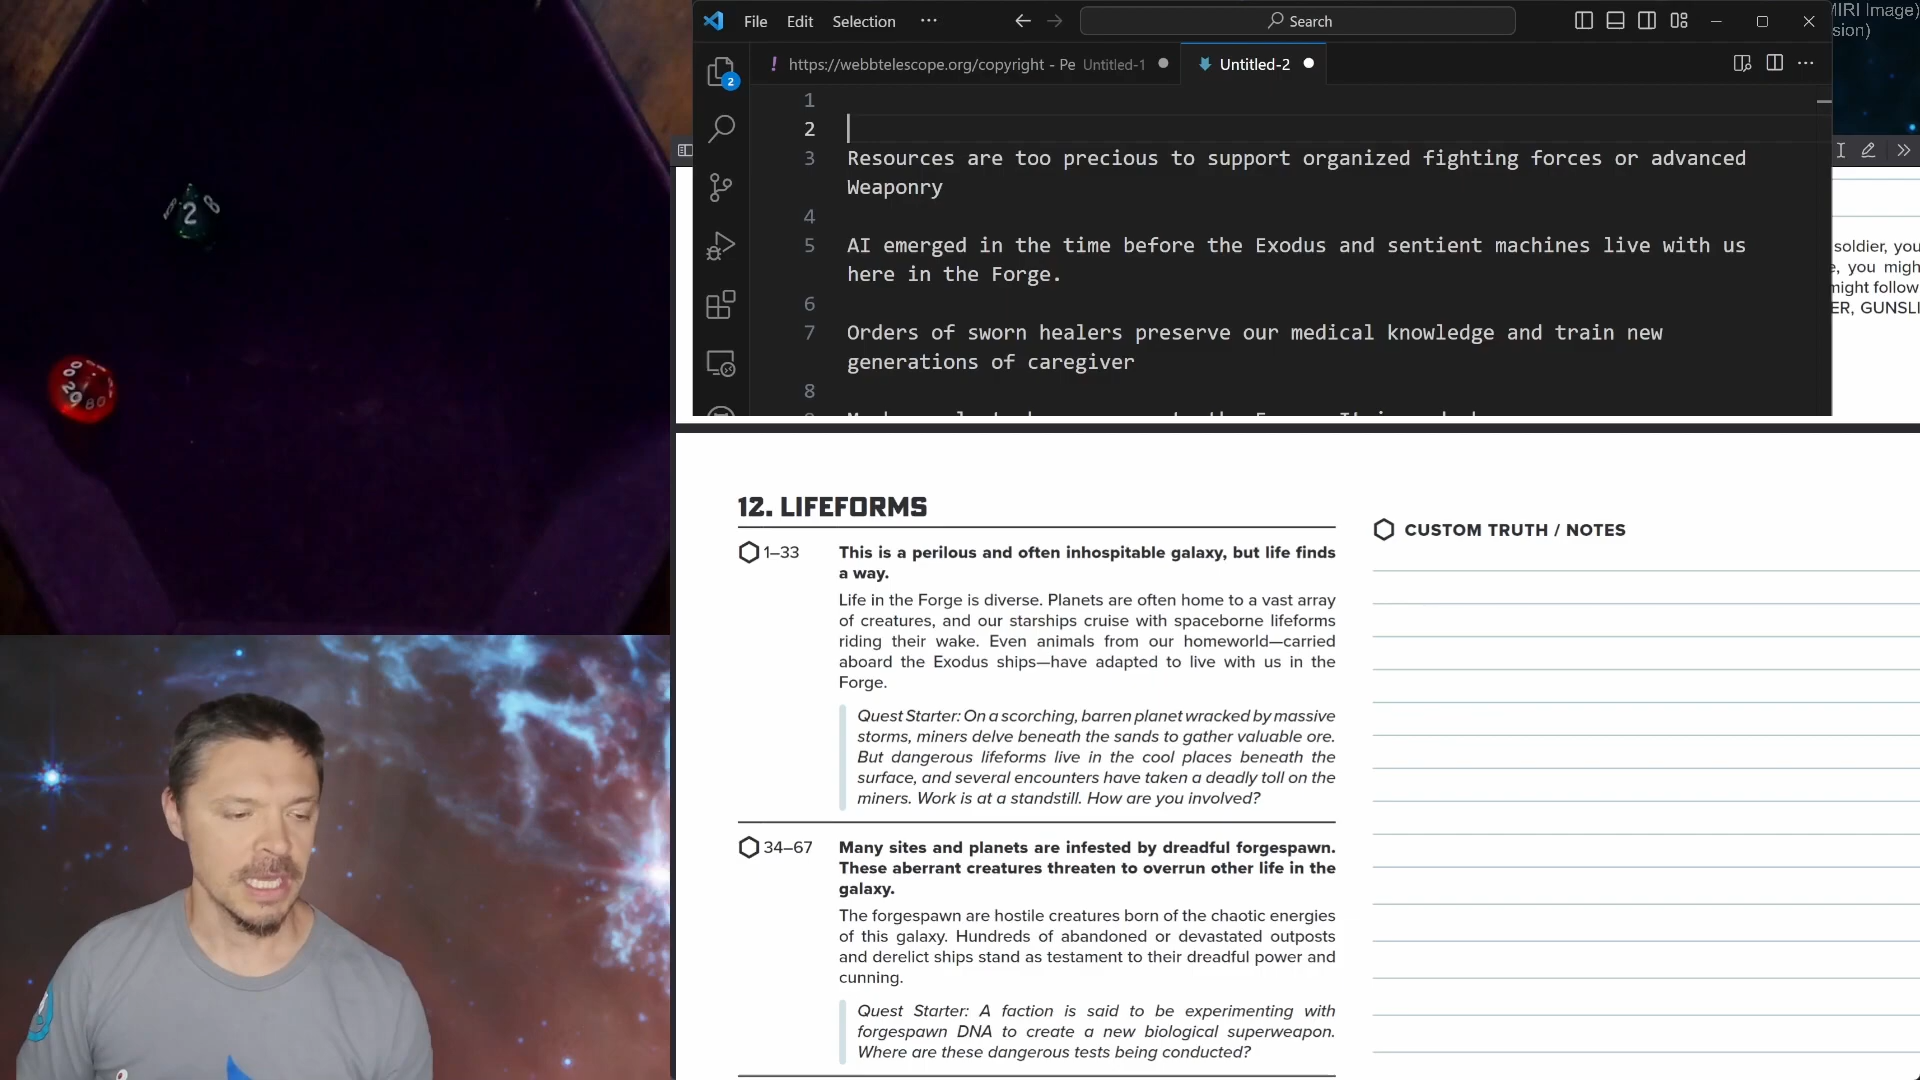 2
8
0
20
80
File Edit Selection ···
Search
MIRI Image)
sion)
https://webbtelescope.org/copyright - Pe Untitled-1
Untitled-2
2
1
2
3 Resources are too precious to support organized fighting forces or advanced
Weaponry
4
5 AI emerged in the time before the Exodus and sentient machines live with us
here in the Forge.
6
7 Orders of sworn healers preserve our medical knowledge and train new
generations of caregiver
8
soldier, you
e, you migh
might follow
ER, GUNSLI
12. LIFEFORMS
1–33 This is a perilous and often inhospitable galaxy, but life finds
a way.
Life in the Forge is diverse. Planets are often home to a vast array
of creatures, and our starships cruise with spaceborne lifeforms
riding their wake. Even animals from our homeworld—carried
aboard the Exodus ships—have adapted to live with us in the
Forge.
Quest Starter: On a scorching, barren planet wracked by massive
storms, miners delve beneath the sands to gather valuable ore.
But dangerous lifeforms live in the cool places beneath the
surface, and several encounters have taken a deadly toll on the
miners. Work is at a standstill. How are you involved?
34–67 Many sites and planets are infested by dreadful forgespawn.
These aberrant creatures threaten to overrun other life in the
galaxy.
The forgespawn are hostile creatures born of the chaotic energies
of this galaxy. Hundreds of abandoned or devastated outposts
and derelict ships stand as testament to their dreadful power and
cunning.
Quest Starter: A faction is said to be experimenting with
forgespawn DNA to create a new biological superweapon.
Where are these dangerous tests being conducted?
CUSTOM TRUTH / NOTES